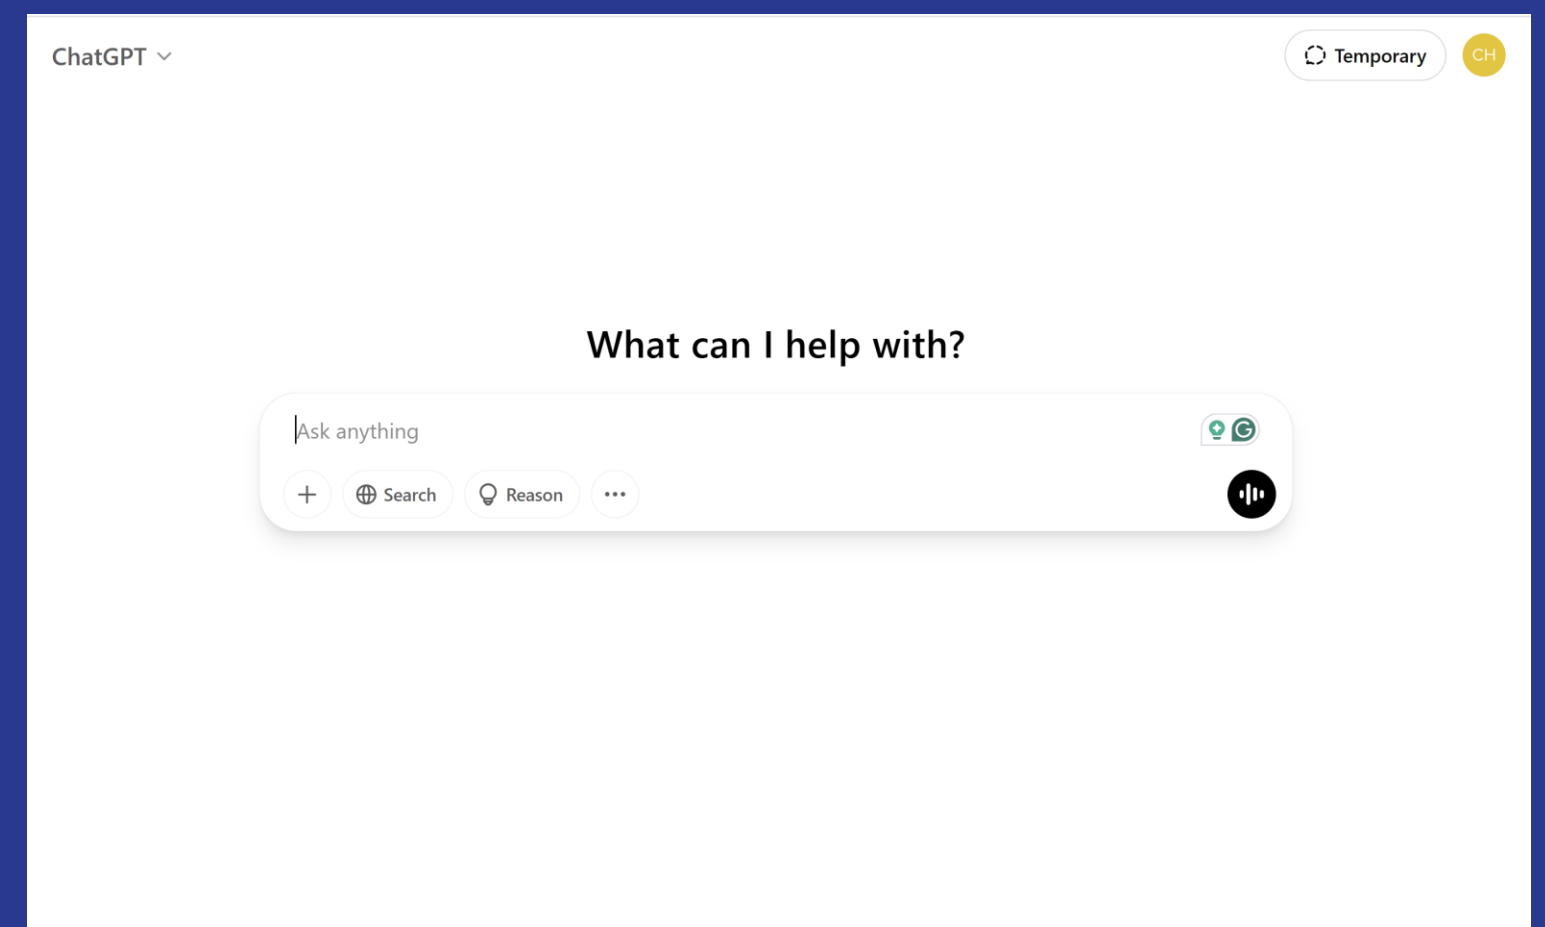 ChatGPT
Temporary
CH
What can I help with?
Ask anything
Search
Reason